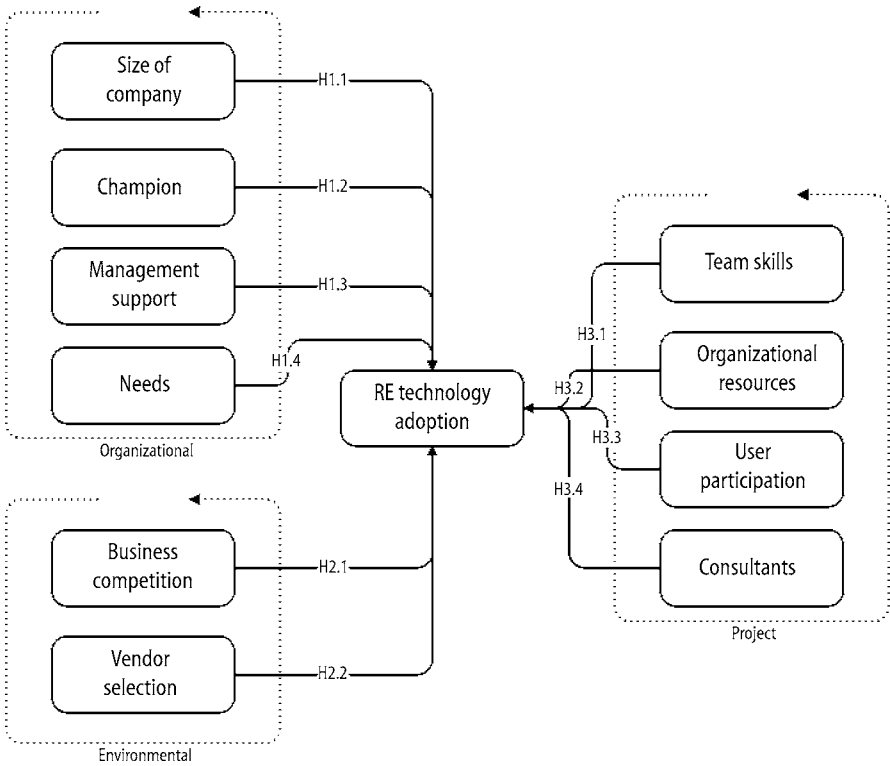 Size of
company
H1.1
Champion
H1.2
Management
support
H1.3
Needs
H1.4
Organizational
RE technology
adoption
Business
competition
H2.1
Vendor
selection
H2.2
Environmental
Team skills
H3.1
Organizational
resources
H3.2
User
participation
H3.3
Consultants
H3.4
Project